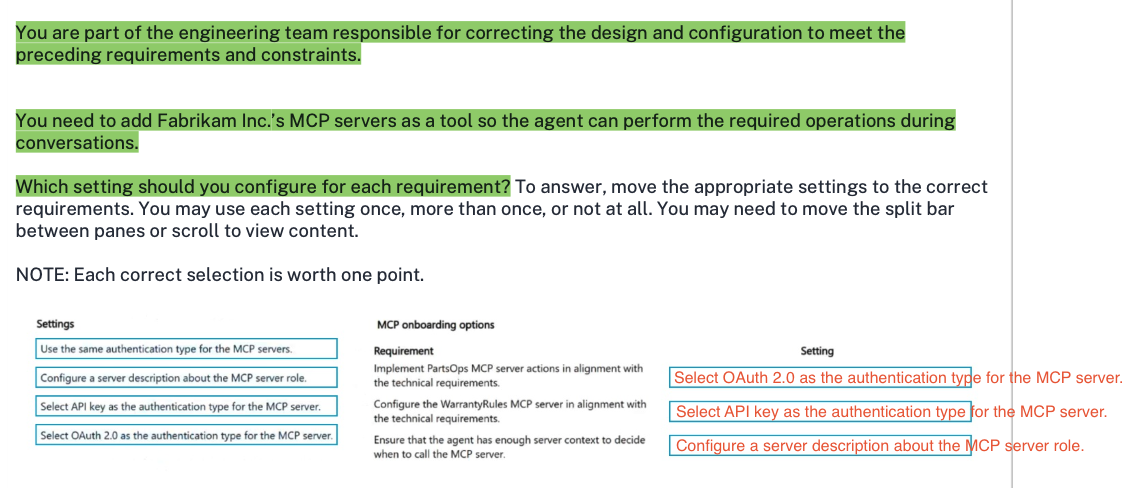 You are part of the engineering team responsible for correcting the design and configuration to meet the
preceding requirements and constraints.
You need to add Fabrikam Inc.'s MCP servers as a tool so the agent can perform the required operations during
conversations.
Which setting should you configure for each requirement? To answer, move the appropriate settings to the correct
requirements. You may use each setting once, more than once, or not at all. You may need to move the split bar
between panes or scroll to view content.
NOTE: Each correct selection is worth one point.
Settings
Use the same authentication type for the MCP servers.
Configure a server description about the MCP server role.
Select API key as the authentication type for the MCP server.
Select OAuth 2.0 as the authentication type for the MCP server.
MCP onboarding options
Requirement
Implement PartsOps MCP server actions in alignment with
the technical requirements.
Configure the WarrantyRules MCP server in alignment with
the technical requirements.
Ensure that the agent has enough server context to decide
when to call the MCP server.
Setting
Select OAuth 2.0 as the authentication type for the MCP server.
Select API key as the authentication type for the MCP server.
Configure a server description about the MCP server role.